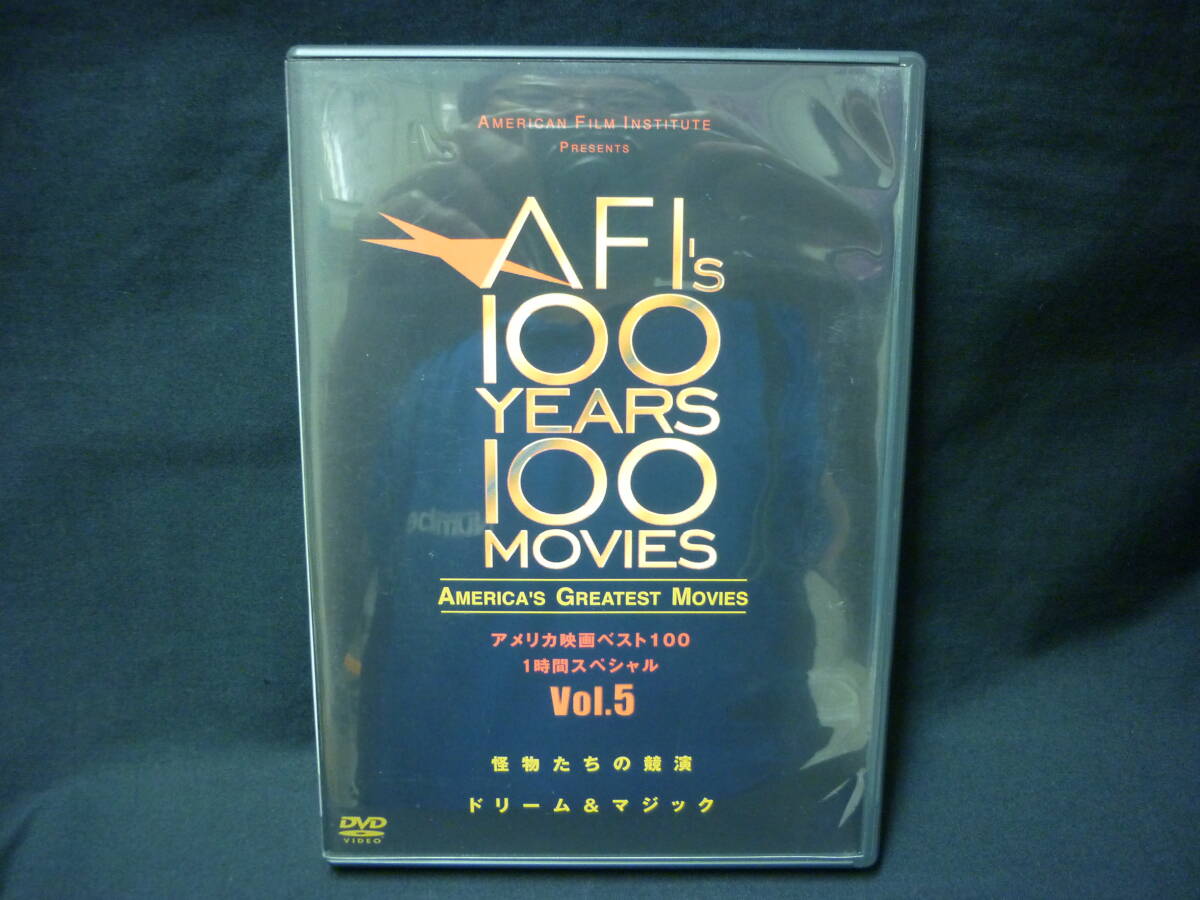 AMERICAN FILM INSTITUTE
PRESENTS
AFI's
100
YEARS
100
MOVIES
AMERICA'S GREATEST MOVIES
アメリカ映画ベスト100
1時間スペシャル
Vol.5
怪物たちの競演
ドリーム&マジック
DVD
VIDEO